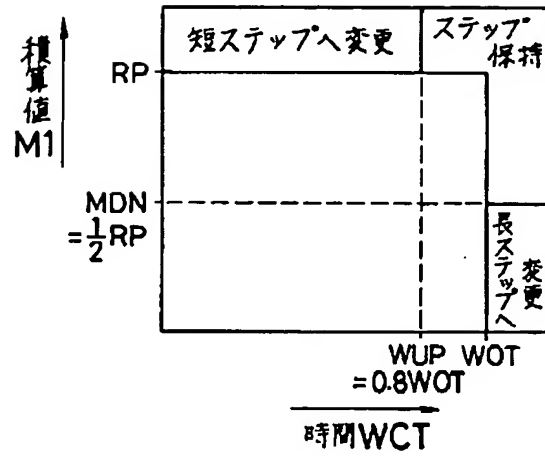 積算値
M1
RP
MDN
=1/2RP
短ステップへ変更
ステップ
保持
長ステップへ
変更
WUP WOT
=0.8WOT
時間WCT